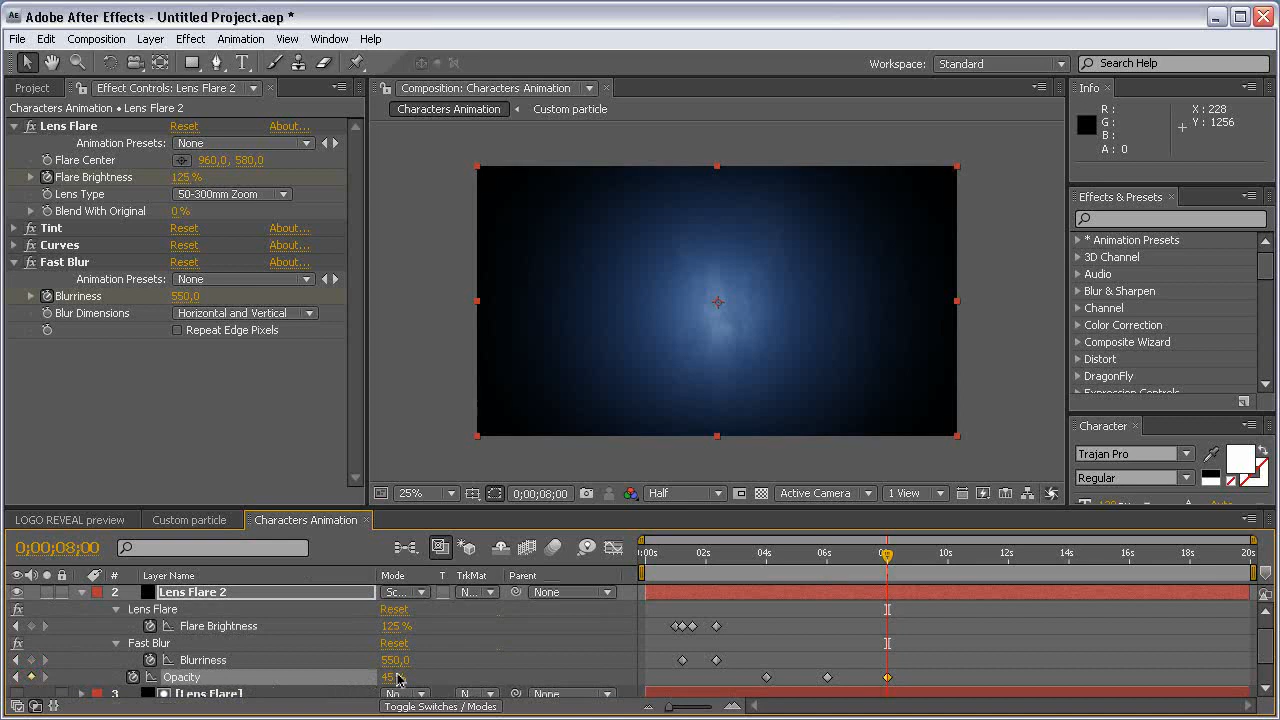 Adobe After Effects - Untitled Project.aep *
File Edit Composition Layer Effect Animation View Window Help
Workspace: Standard Search Help
Project Effect Controls: Lens Flare 2 Composition: Characters Animation Info
Characters Animation • Lens Flare 2
Characters Animation Custom particle
Lens Flare Reset About...
Animation Presets: None
Flare Center 960,0, 580,0
Flare Brightness 125 %
Lens Type 50-300mm Zoom
Blend With Original 0 %
Tint Reset About...
Curves Reset About...
Fast Blur Reset About...
Animation Presets: None
Blurriness 550,0
Blur Dimensions Horizontal and Vertical
Repeat Edge Pixels
R: X: 228
G: Y: 1256
B:
A: 0
Effects & Presets
* Animation Presets
3D Channel
Audio
Blur & Sharpen
Channel
Color Correction
Composite Wizard
Distort
DragonFly
Expression Controls
Character
Trajan Pro
Regular
25% 0;00;08;00 Half Active Camera 1 View
LOGO REVEAL preview Custom particle Characters Animation
0;00;08;00
:00s 02s 04s 06s 10s 12s 14s 16s 18s 20s
# Layer Name Mode T TrkMat Parent
2 Lens Flare 2 Sc... N... None
Lens Flare Reset
Flare Brightness 125 %
Fast Blur Reset
Blurriness 550,0
Opacity 45
3 [Lens Flare] No... N... None
Toggle Switches / Modes